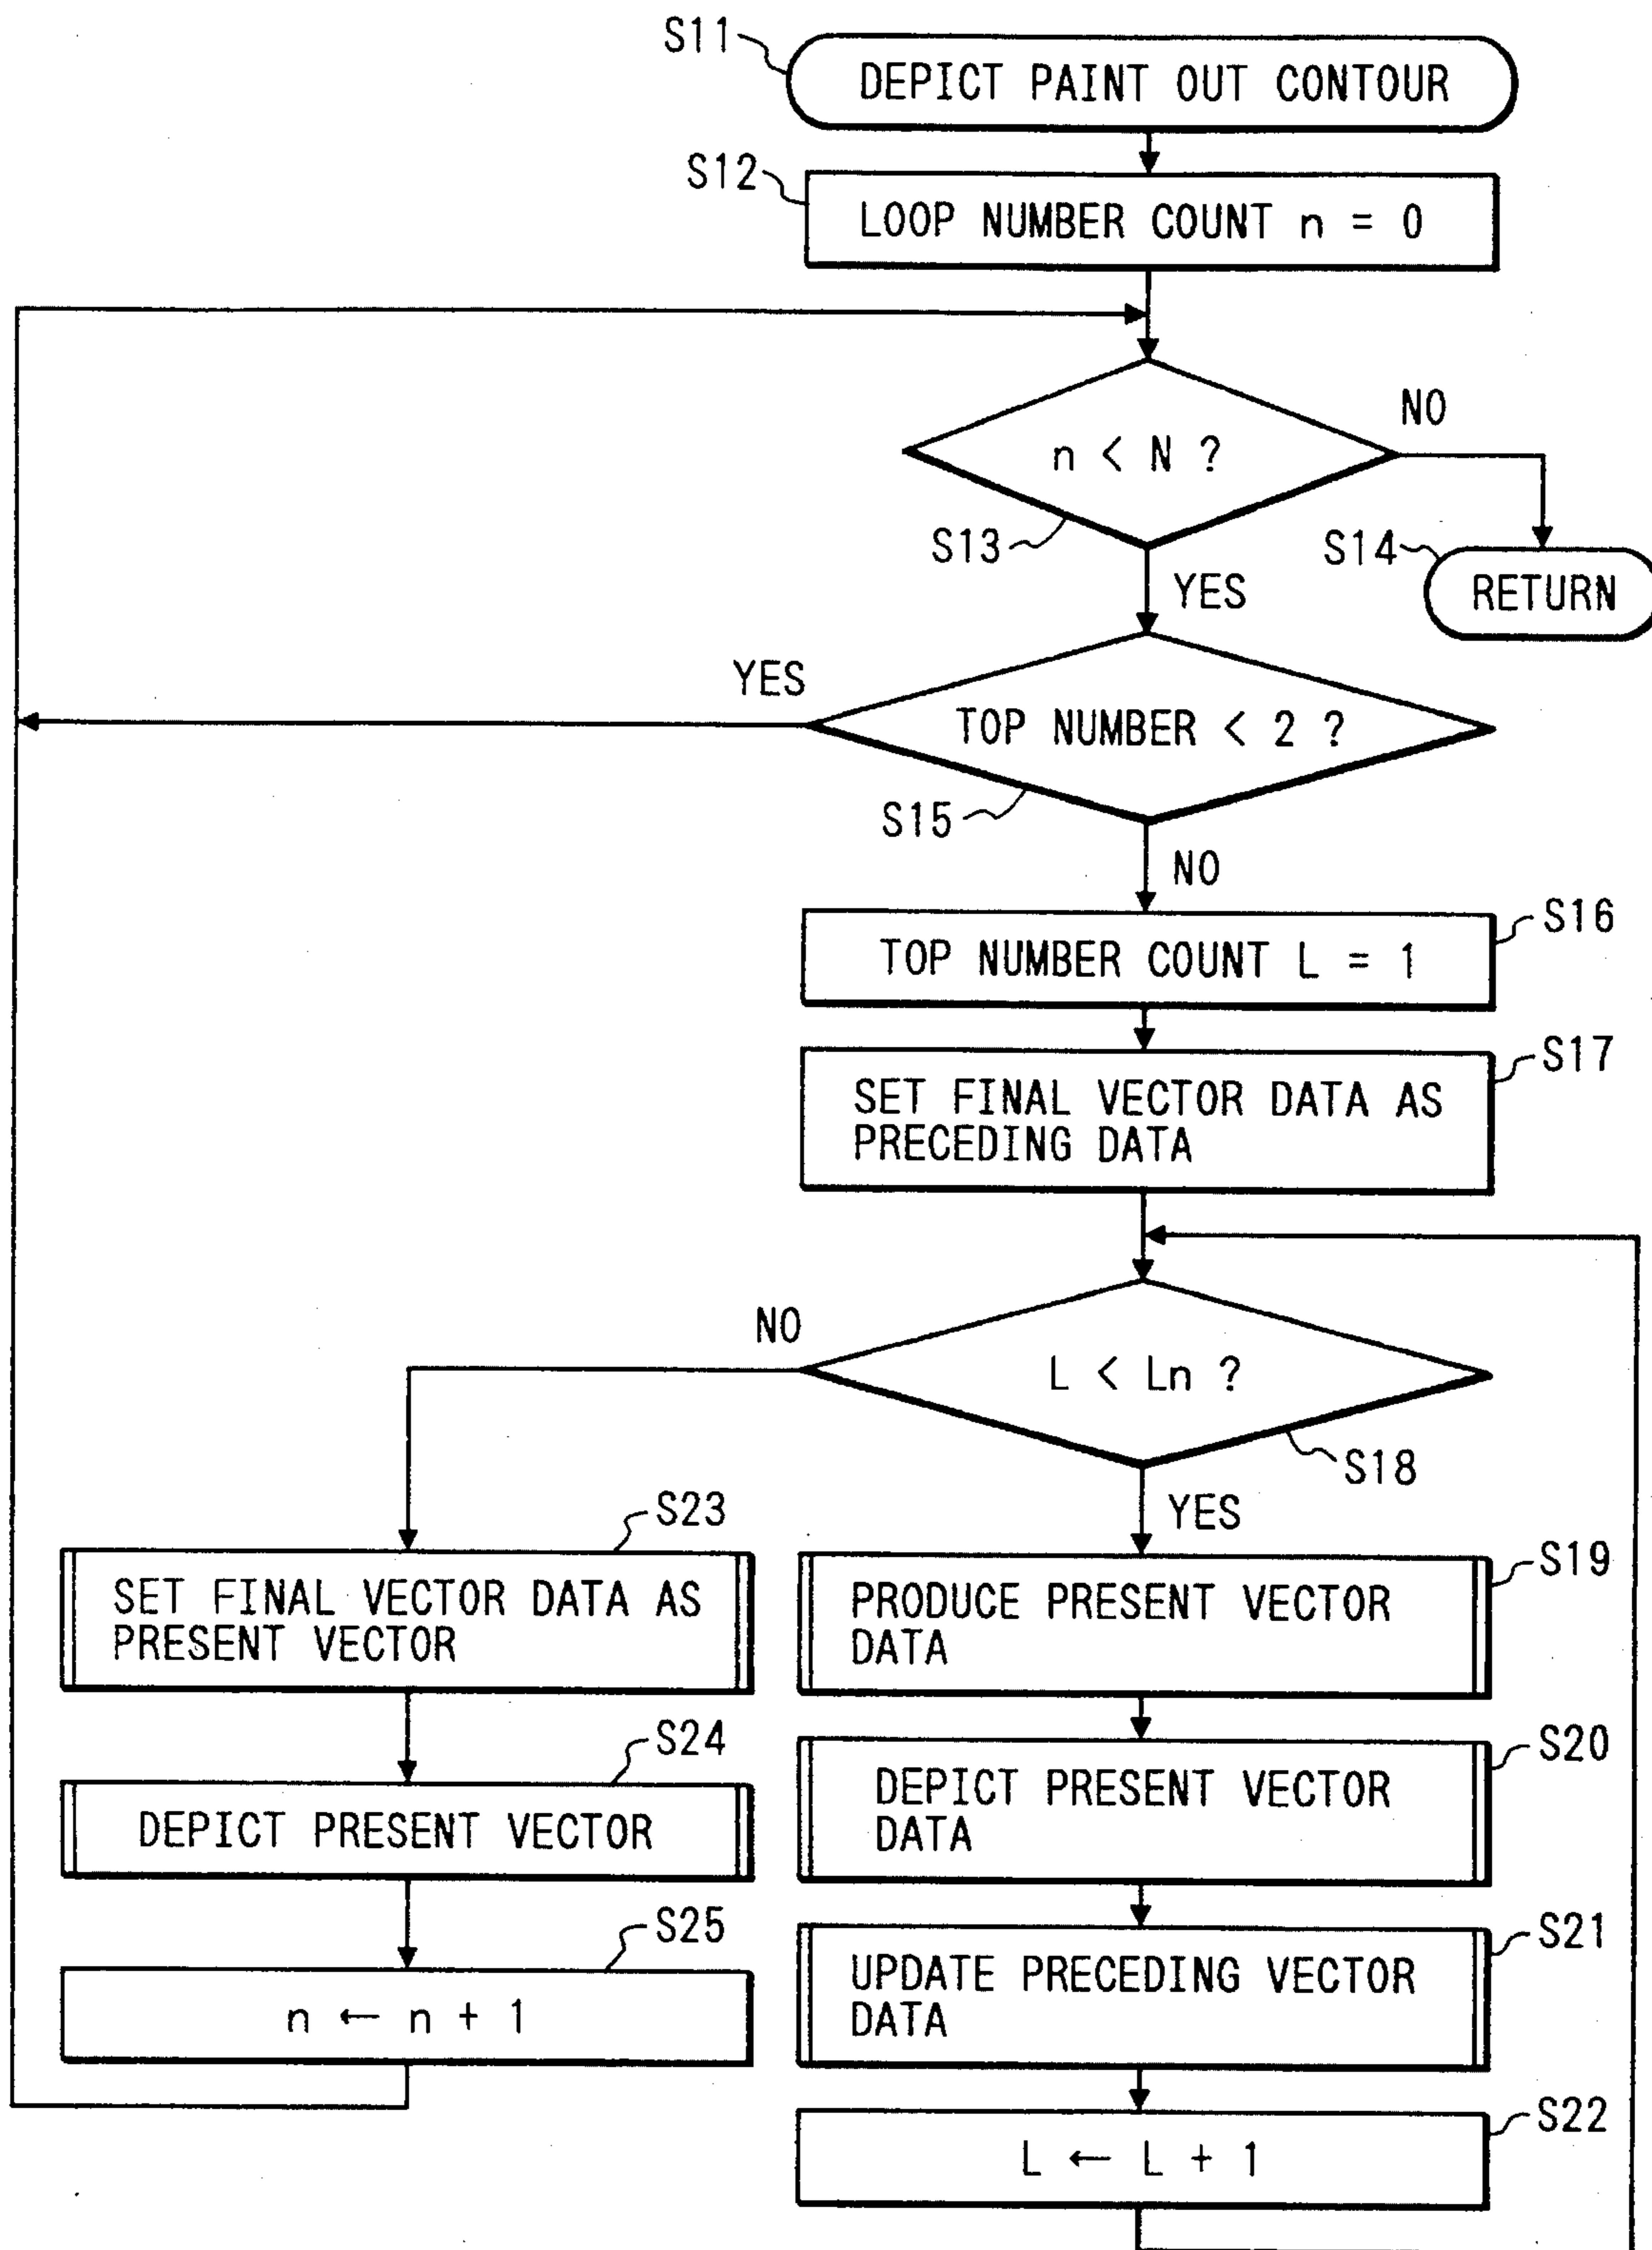 S11
DEPICT PAINT OUT CONTOUR
S12
LOOP NUMBER COUNT n = 0
n < N ?
NO
S13
S14
RETURN
YES
YES
TOP NUMBER < 2 ?
S15
NO
S16
TOP NUMBER COUNT L = 1
S17
SET FINAL VECTOR DATA AS
PRECEDING DATA
NO
L < Ln ?
S18
YES
S23
SET FINAL VECTOR DATA AS
PRESENT VECTOR
S19
PRODUCE PRESENT VECTOR
DATA
S24
DEPICT PRESENT VECTOR
S20
DEPICT PRESENT VECTOR
DATA
S25
n ← n + 1
S21
UPDATE PRECEDING VECTOR
DATA
S22
L ← L + 1